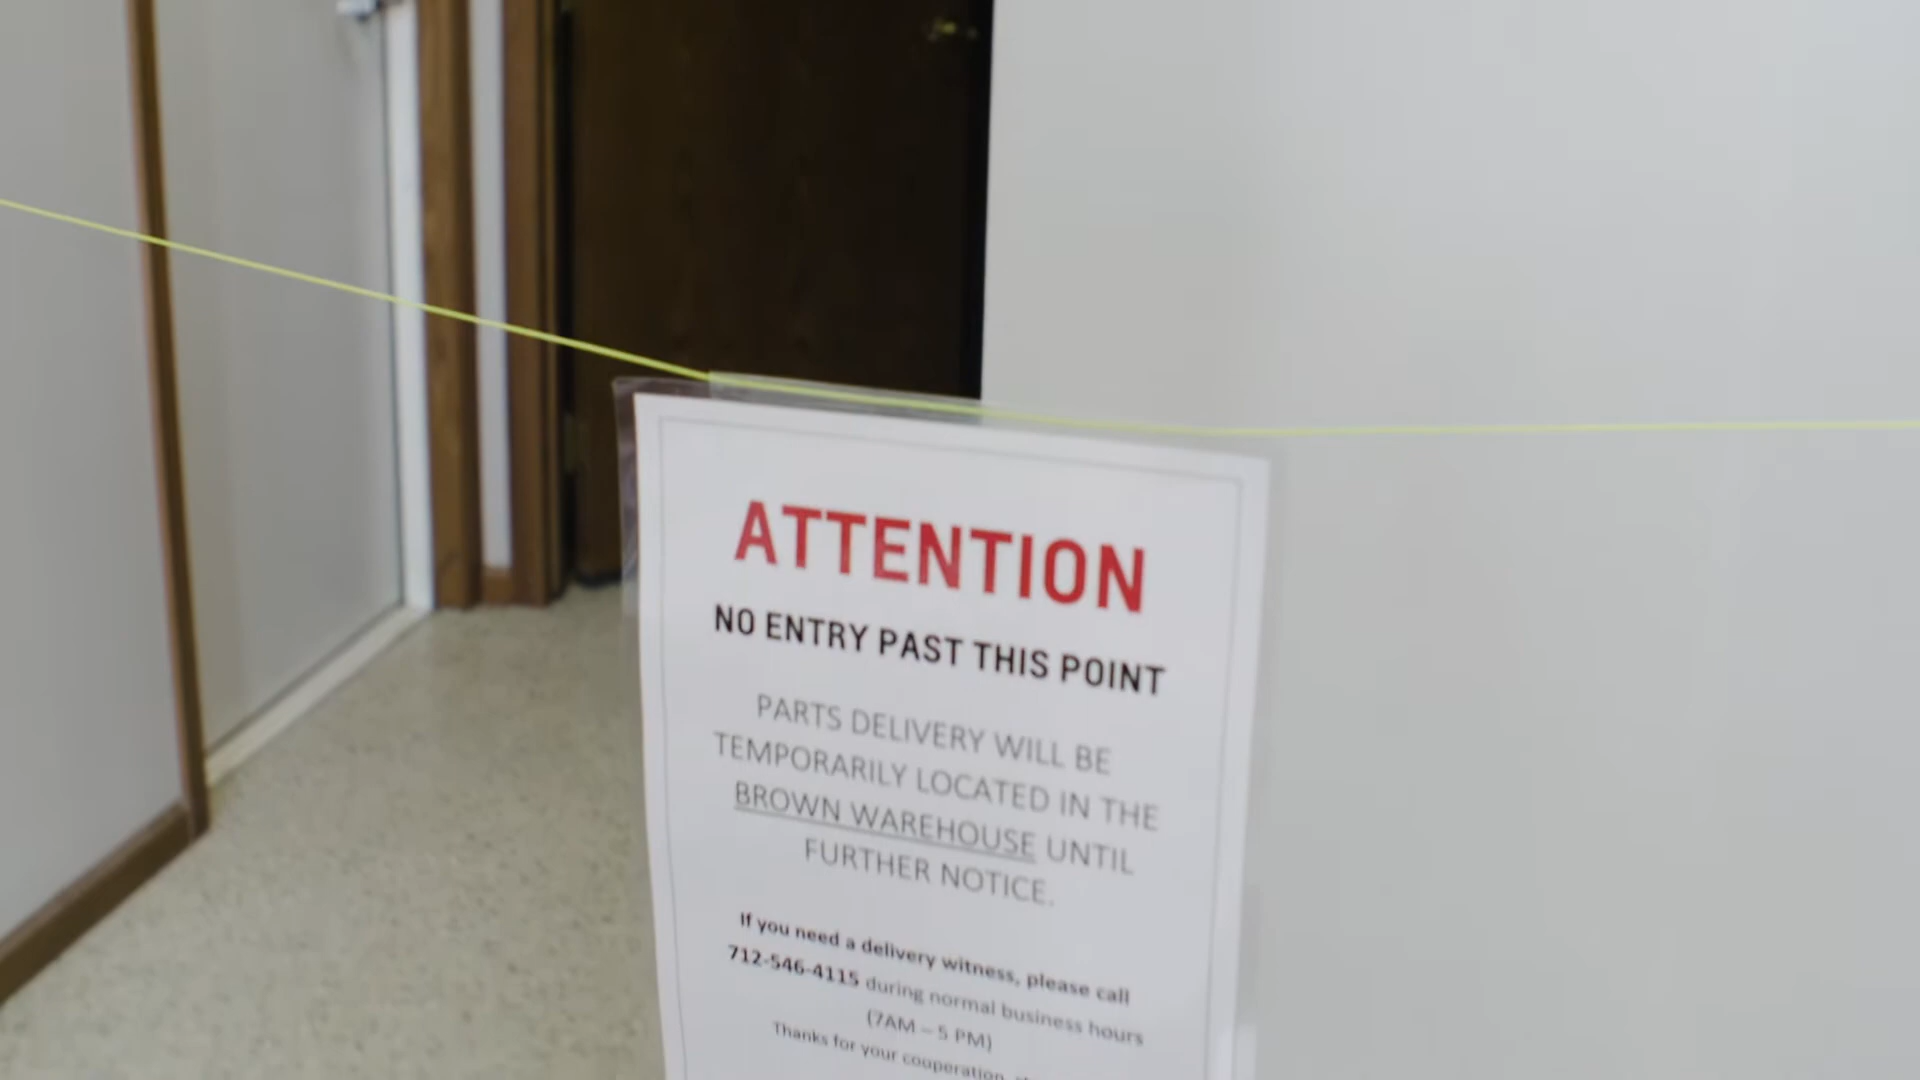 ATTENTION
NO ENTRY PAST THIS POINT
PARTS DELIVERY WILL BE
TEMPORARILY LOCATED IN THE
BROWN WAREHOUSE UNTIL
FURTHER NOTICE.
If you need a delivery witness, please call
712-546-4115 during normal business hours
(7AM – 5 PM)
Thanks for your cooperation,